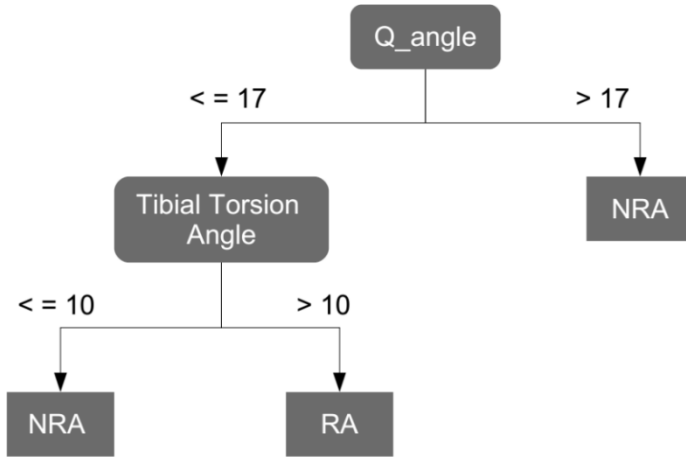 Q_angle
< = 17
> 17
Tibial Torsion
Angle
NRA
< = 10
> 10
NRA
RA